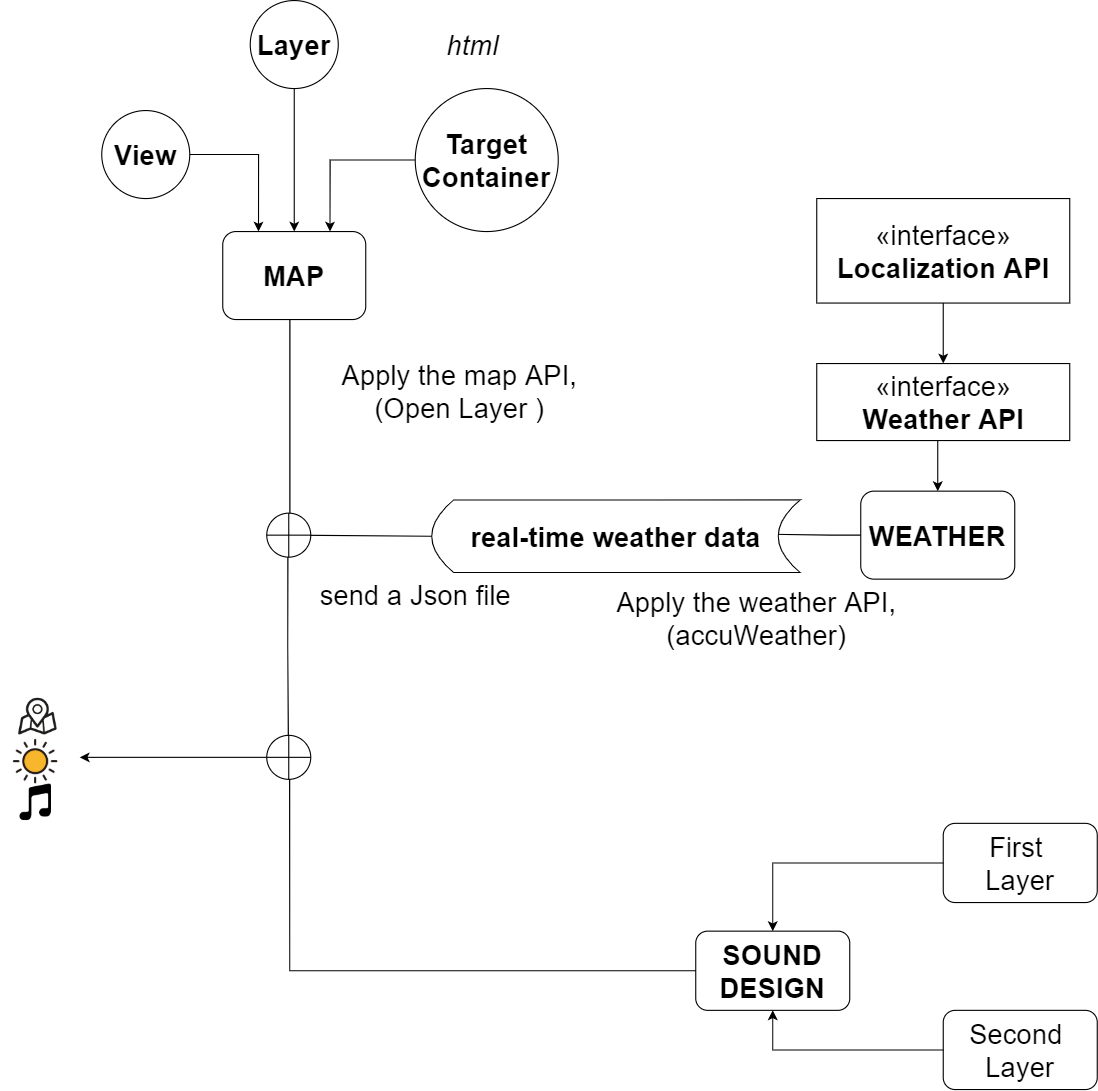 Layer
html
View
Target
Container
MAP
«interface»
Localization API
Apply the map API,
(Open Layer )
«interface»
Weather API
real-time weather data
WEATHER
send a Json file
Apply the weather API,
(accuWeather)
First
Layer
SOUND
DESIGN
Second
Layer